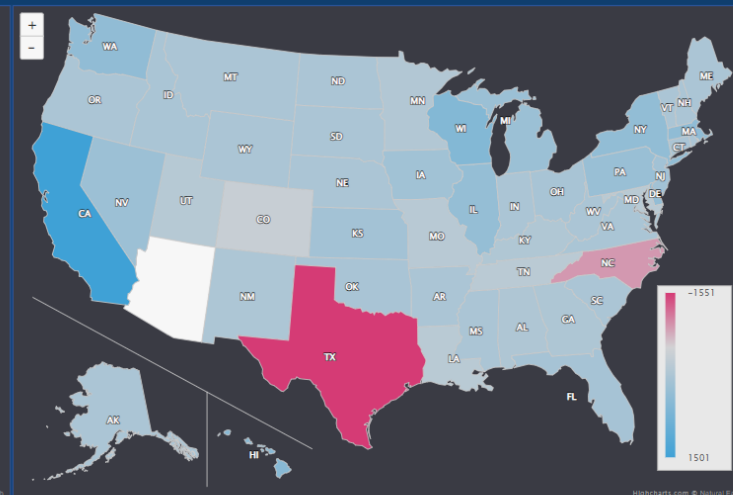 +
−
WA
OR
ID
MT
ND
MN
SD
WY
NE
IA
WI
MI
NY
VT
NH
ME
MA
CT
PA
NJ
DE
MD
OH
IN
IL
WV
VA
KY
NC
TN
SC
GA
AL
MS
LA
AR
MO
KS
CO
UT
NV
CA
NM
OK
TX
FL
AK
HI
−1551
1501
Highcharts.com © Natural